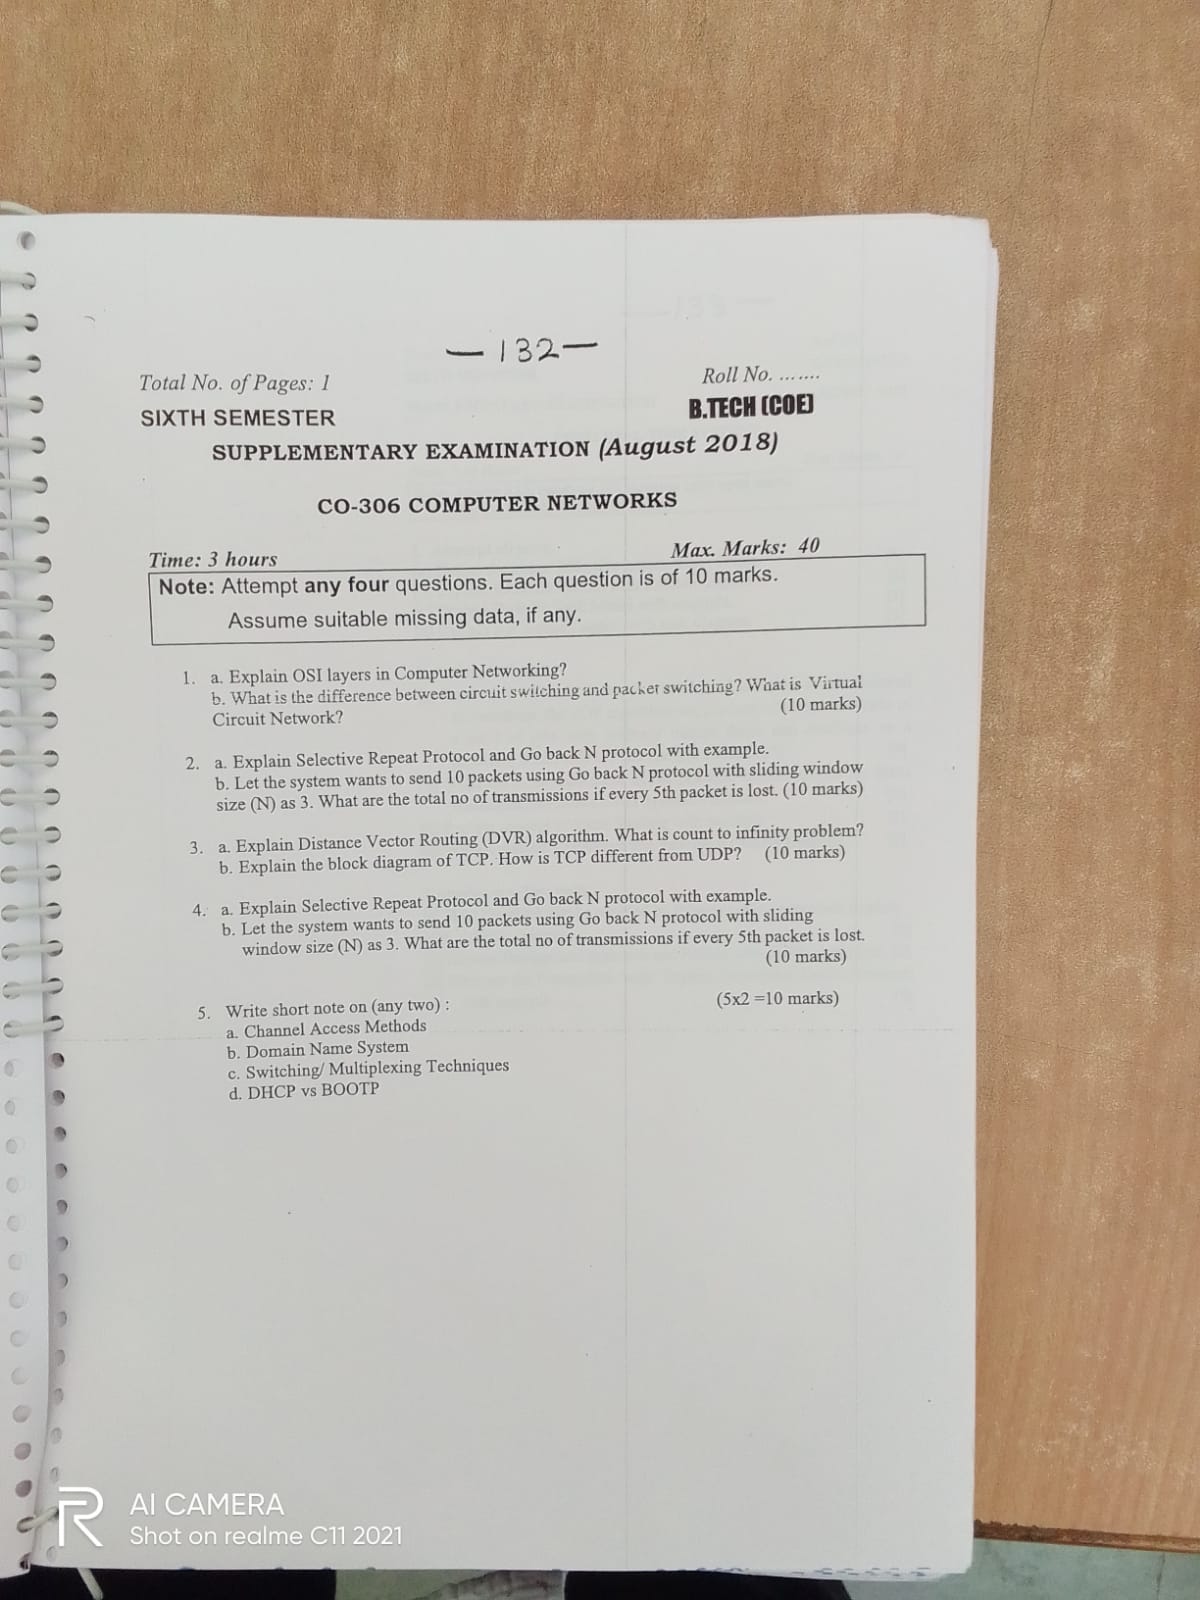 — 132 —
Total No. of Pages: 1
Roll No. .......
SIXTH SEMESTER
B.TECH (COE)
SUPPLEMENTARY EXAMINATION (August 2018)
CO-306 COMPUTER NETWORKS
Time: 3 hours
Max. Marks: 40
Note: Attempt any four questions. Each question is of 10 marks.
Assume suitable missing data, if any.
1. a. Explain OSI layers in Computer Networking?
b. What is the difference between circuit switching and packet switching? What is Virtual
Circuit Network? (10 marks)
2. a. Explain Selective Repeat Protocol and Go back N protocol with example.
b. Let the system wants to send 10 packets using Go back N protocol with sliding window
size (N) as 3. What are the total no of transmissions if every 5th packet is lost. (10 marks)
3. a. Explain Distance Vector Routing (DVR) algorithm. What is count to infinity problem?
b. Explain the block diagram of TCP. How is TCP different from UDP? (10 marks)
4. a. Explain Selective Repeat Protocol and Go back N protocol with example.
b. Let the system wants to send 10 packets using Go back N protocol with sliding
window size (N) as 3. What are the total no of transmissions if every 5th packet is lost.
(10 marks)
5. Write short note on (any two) : (5x2 =10 marks)
a. Channel Access Methods
b. Domain Name System
c. Switching/ Multiplexing Techniques
d. DHCP vs BOOTP
R
AI CAMERA
Shot on realme C11 2021